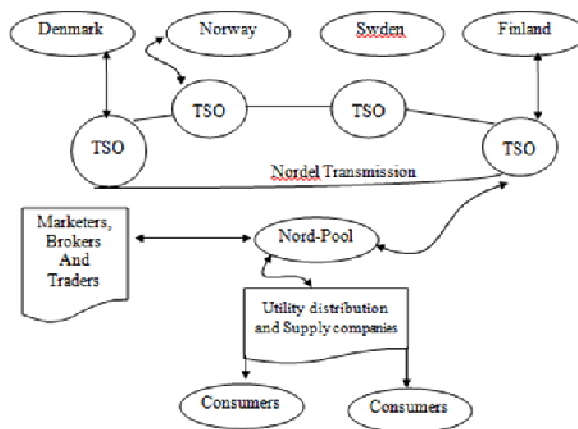 Denmark
Norway
Swden
Finland
TSO
TSO
TSO
TSO
Nordel Transmission
Marketers,
Brokers
And
Traders
Nord-Pool
Utility distribution
and Supply companies
Consumers
Consumers